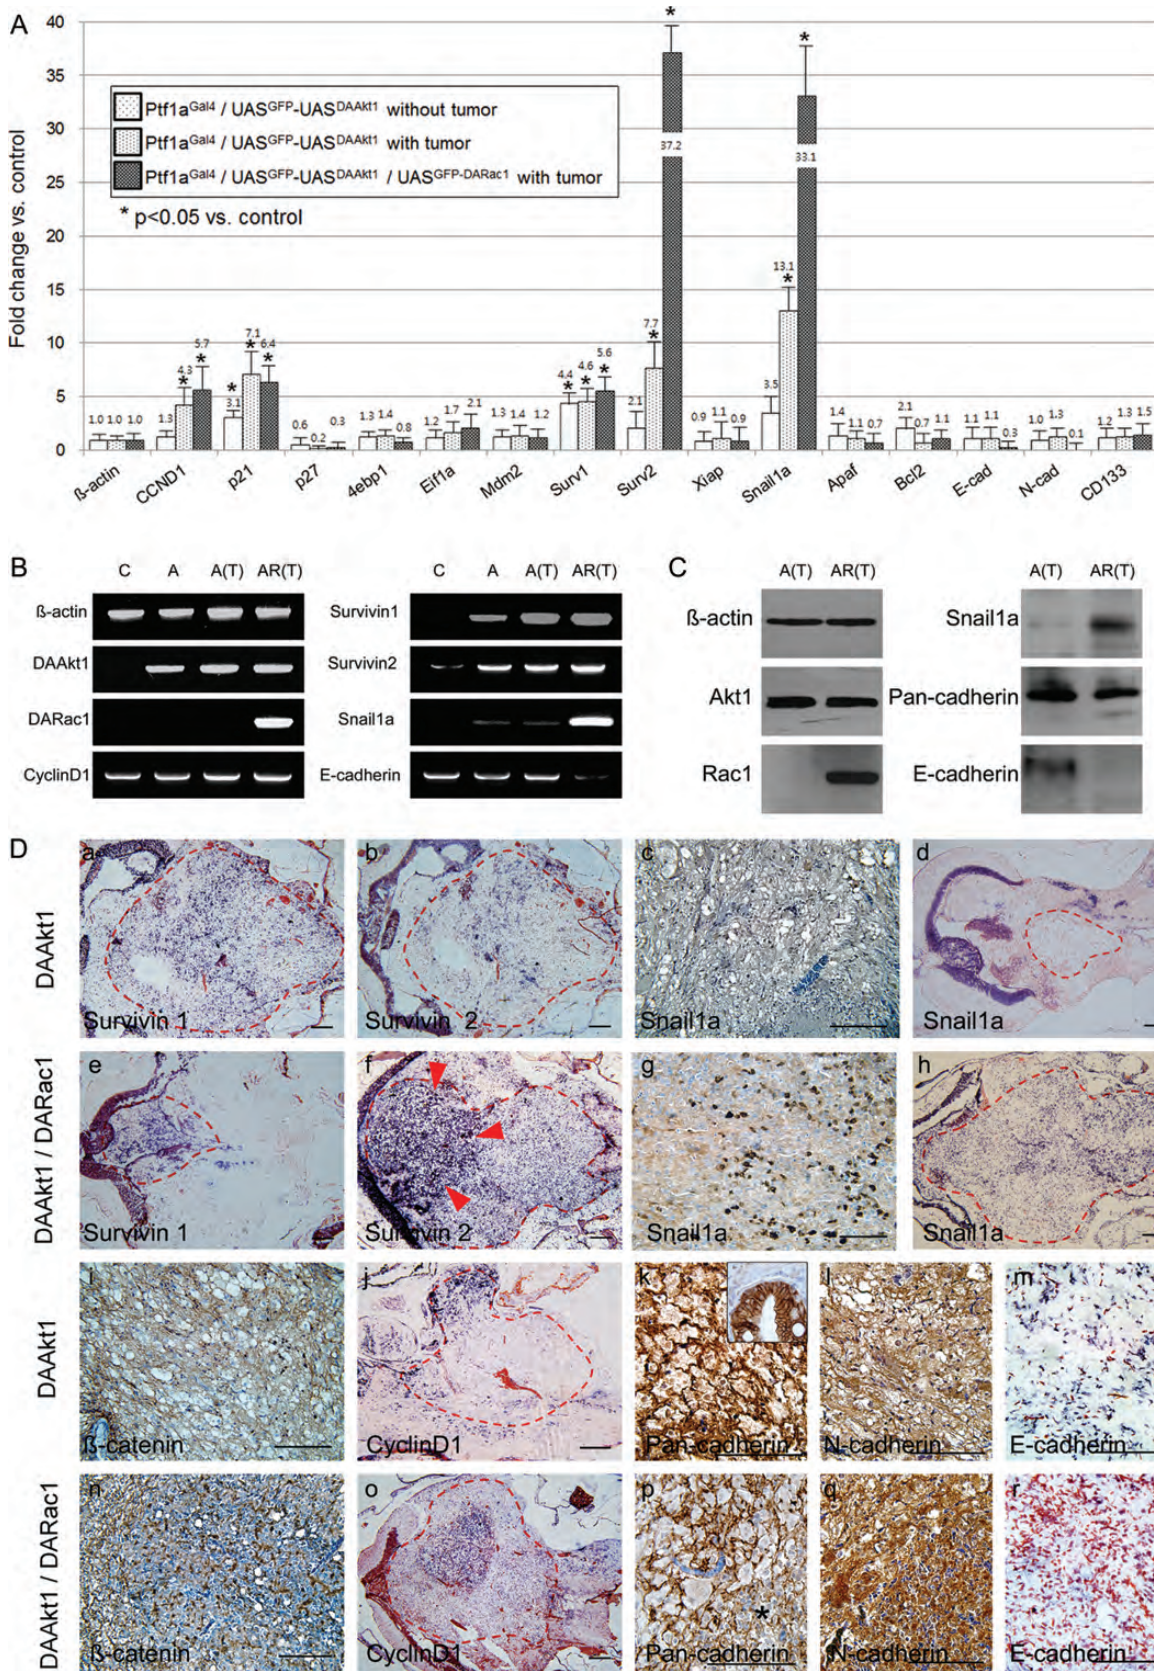 A
Fold change vs. control
40
35
30
25
20
15
10
5
0
Ptf1aGal4 / UASGFP-UASDAAkt1 without tumor
Ptf1aGal4 / UASGFP-UASDAAkt1 with tumor
Ptf1aGal4 / UASGFP-UASDAAkt1 / UASGFP-DARac1 with tumor
* p<0.05 vs. control
1.0 1.0 1.0
1.3 4.3 5.7
3.1 7.1 6.4
0.6 0.2 0.3
1.3 1.4 0.8
1.2 1.7 2.1
1.3 1.4 1.2
4.4 4.6 5.6
2.1 7.7 37.2
0.9 1.1 0.9
3.5 13.1 33.1
1.4 1.1 0.7
2.1 0.7 1.1
1.1 1.1 0.3
1.0 1.3 0.1
1.2 1.3 1.5
ß-actin CCND1 p21 p27 4ebp1 Eif1a Mdm2 Surv1 Surv2 Xiap Snail1a Apaf Bcl2 E-cad N-cad CD133
B
C A A(T) AR(T)
ß-actin
DAAkt1
DARac1
CyclinD1
C A A(T) AR(T)
Survivin1
Survivin2
Snail1a
E-cadherin
C
A(T) AR(T)
ß-actin
Akt1
Rac1
A(T) AR(T)
Snail1a
Pan-cadherin
E-cadherin
D
DAAkt1
a
Survivin 1
b
Survivin 2
c
Snail1a
d
Snail1a
DAAkt1 / DARac1
e
Survivin 1
f
Survivin 2
g
Snail1a
h
Snail1a
DAAkt1
i
ß-catenin
j
CyclinD1
k
Pan-cadherin
l
N-cadherin
m
E-cadherin
DAAkt1 / DARac1
n
ß-catenin
o
CyclinD1
p
*
Pan-cadherin
q
N-cadherin
r
E-cadherin